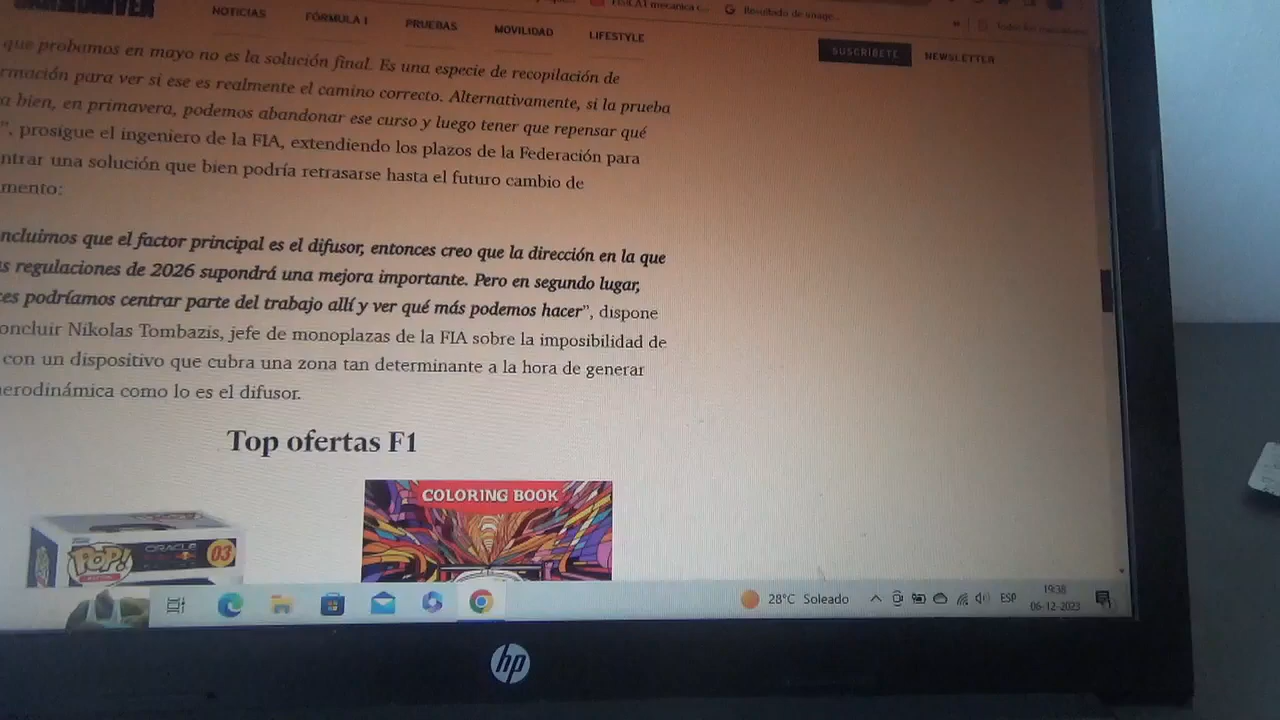 FISICA1 mecanica c...
Resultado de image...
NOTICIAS
FÓRMULA 1
PRUEBAS
MOVILIDAD
LIFESTYLE
SUSCRÍBETE
NEWSLETTER
que probamos en mayo no es la solución final. Es una especie de recopilación de
rmación para ver si ese es realmente el camino correcto. Alternativamente, si la prueba
a bien, en primavera, podemos abandonar ese curso y luego tener que repensar qué
", prosigue el ingeniero de la FIA, extendiendo los plazos de la Federación para
ntrar una solución que bien podría retrasarse hasta el futuro cambio de
mento:
ncluimos que el factor principal es el difusor, entonces creo que la dirección en la que
s regulaciones de 2026 supondrá una mejora importante. Pero en segundo lugar,
ces podríamos centrar parte del trabajo allí y ver qué más podemos hacer", dispone
oncluir Nikolas Tombazis, jefe de monoplazas de la FIA sobre la imposibilidad de
con un dispositivo que cubra una zona tan determinante a la hora de generar
aerodinámica como lo es el difusor.
Top ofertas F1
COLORING BOOK
Funko
POP!
ORACLE
03
28°C Soleado
ESP
19:38
06-12-2023
hp